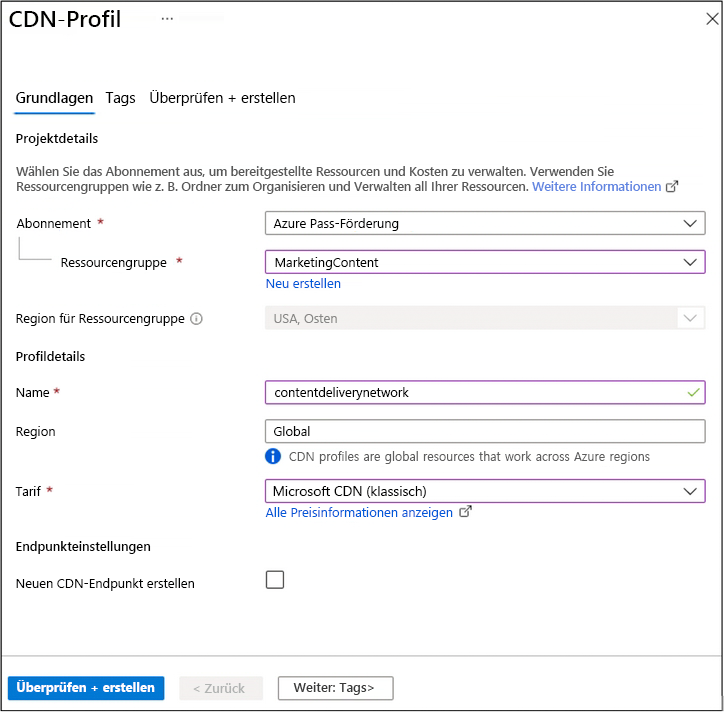 CDN-Profil ...
Grundlagen Tags Überprüfen + erstellen
Projektdetails
Wählen Sie das Abonnement aus, um bereitgestellte Ressourcen und Kosten zu verwalten. Verwenden Sie
Ressourcengruppen wie z. B. Ordner zum Organisieren und Verwalten all Ihrer Ressourcen. Weitere Informationen
Abonnement * Azure Pass-Förderung
Ressourcengruppe * MarketingContent
Neu erstellen
Region für Ressourcengruppe USA, Osten
Profildetails
Name * contentdeliverynetwork
Region Global
CDN profiles are global resources that work across Azure regions
Tarif * Microsoft CDN (klassisch)
Alle Preisinformationen anzeigen
Endpunkteinstellungen
Neuen CDN-Endpunkt erstellen
Überprüfen + erstellen < Zurück Weiter: Tags>